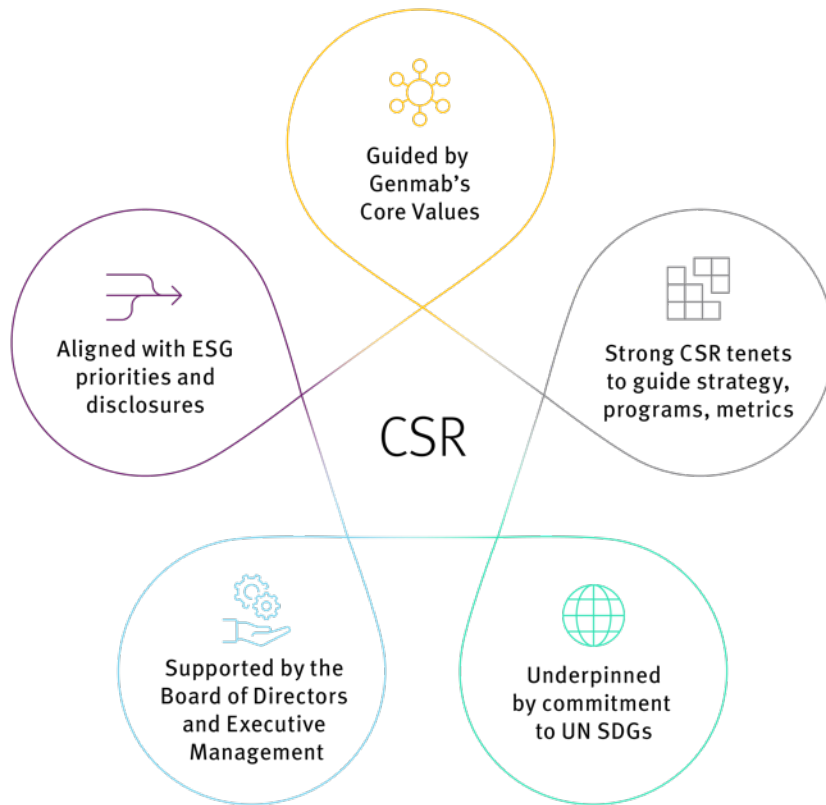 Guided by
Genmab’s
Core Values
Aligned with ESG
priorities and
disclosures
Strong CSR tenets
to guide strategy,
programs, metrics
CSR
Supported by the
Board of Directors
and Executive
Management
Underpinned
by commitment
to UN SDGs